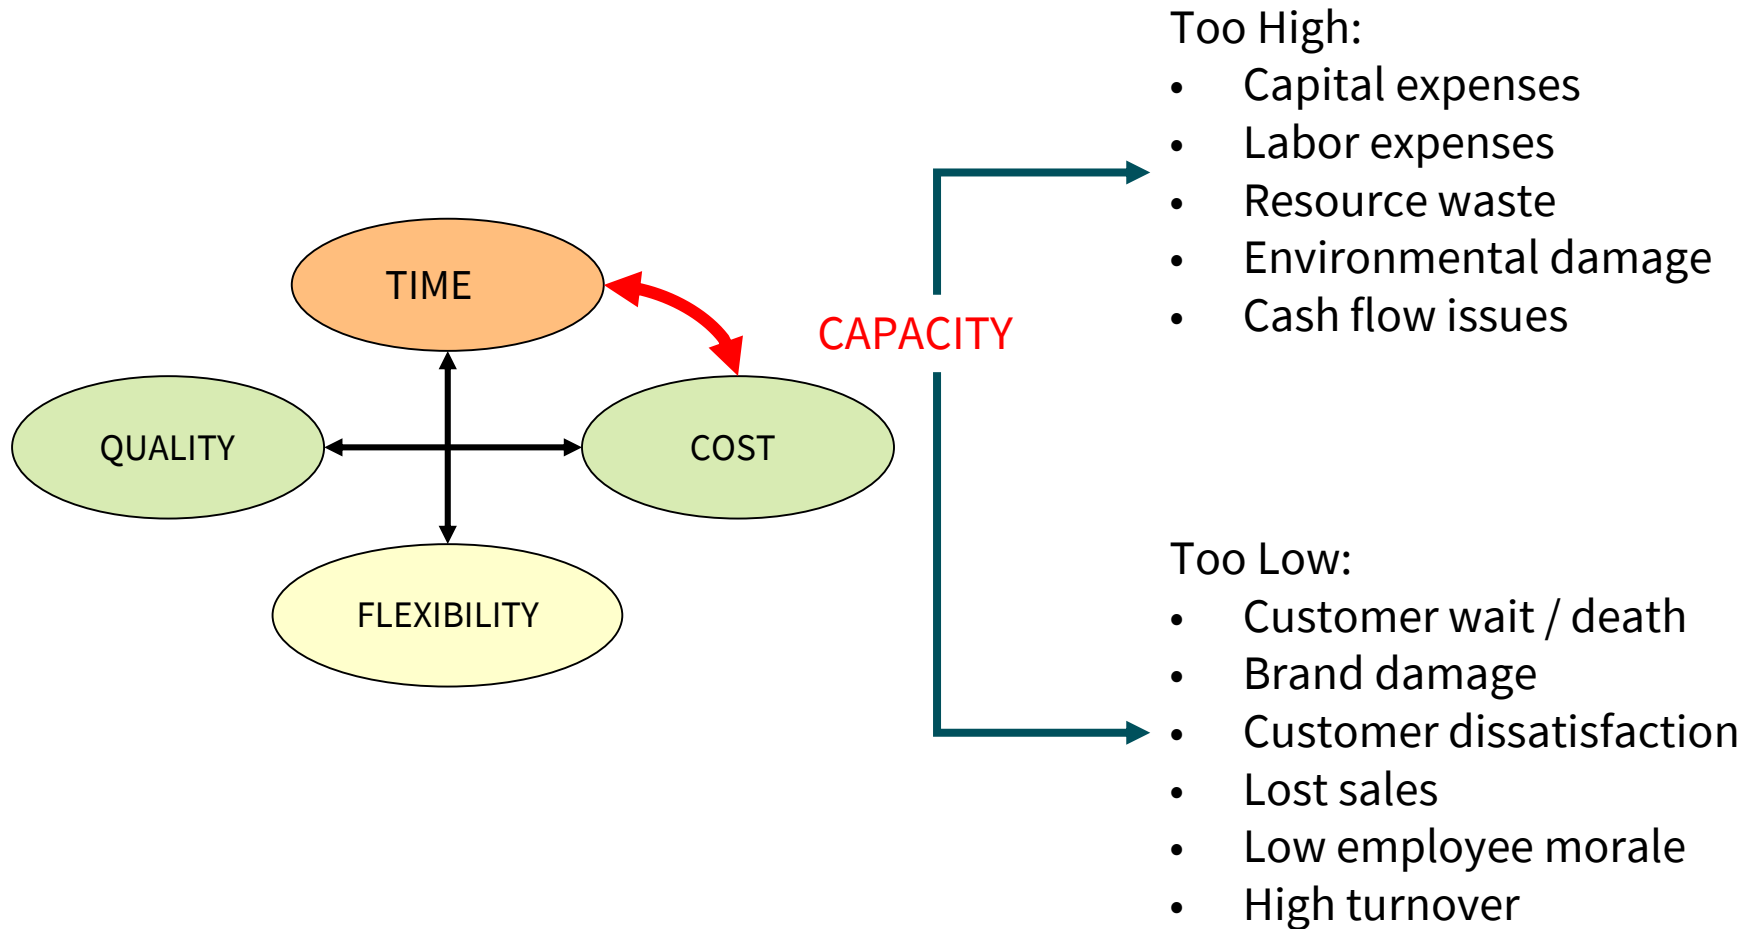 TIME
QUALITY
COST
FLEXIBILITY
CAPACITY
Too High:
• Capital expenses
• Labor expenses
• Resource waste
• Environmental damage
• Cash flow issues
Too Low:
• Customer wait / death
• Brand damage
• Customer dissatisfaction
• Lost sales
• Low employee morale
• High turnover